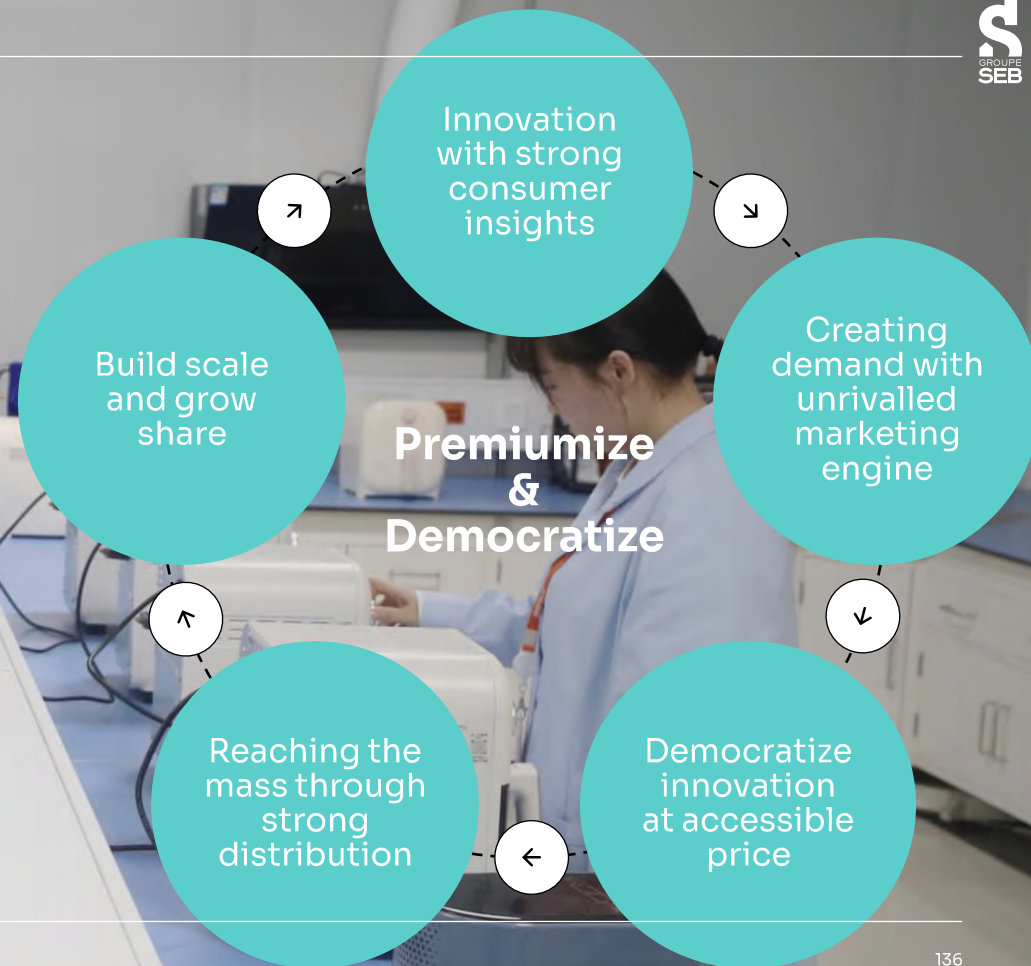 GROUPE
SEB
Innovation
with strong
consumer
insights
Creating
demand with
unrivalled
marketing
engine
Democratize
innovation
at accessible
price
Reaching the
mass through
strong
distribution
Build scale
and grow
share
Premiumize
&
Democratize
136